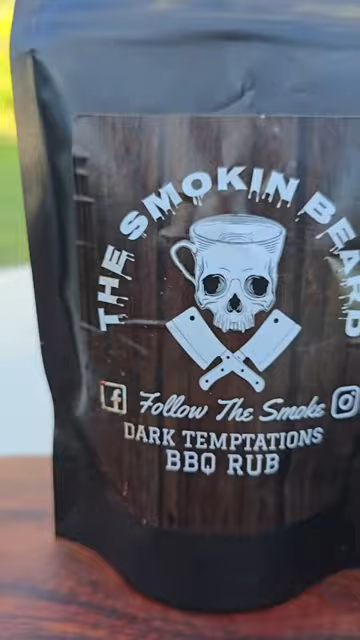 THE SMOKIN BEARD
Follow The Smoke
DARK TEMPTATIONS
BBQ RUB